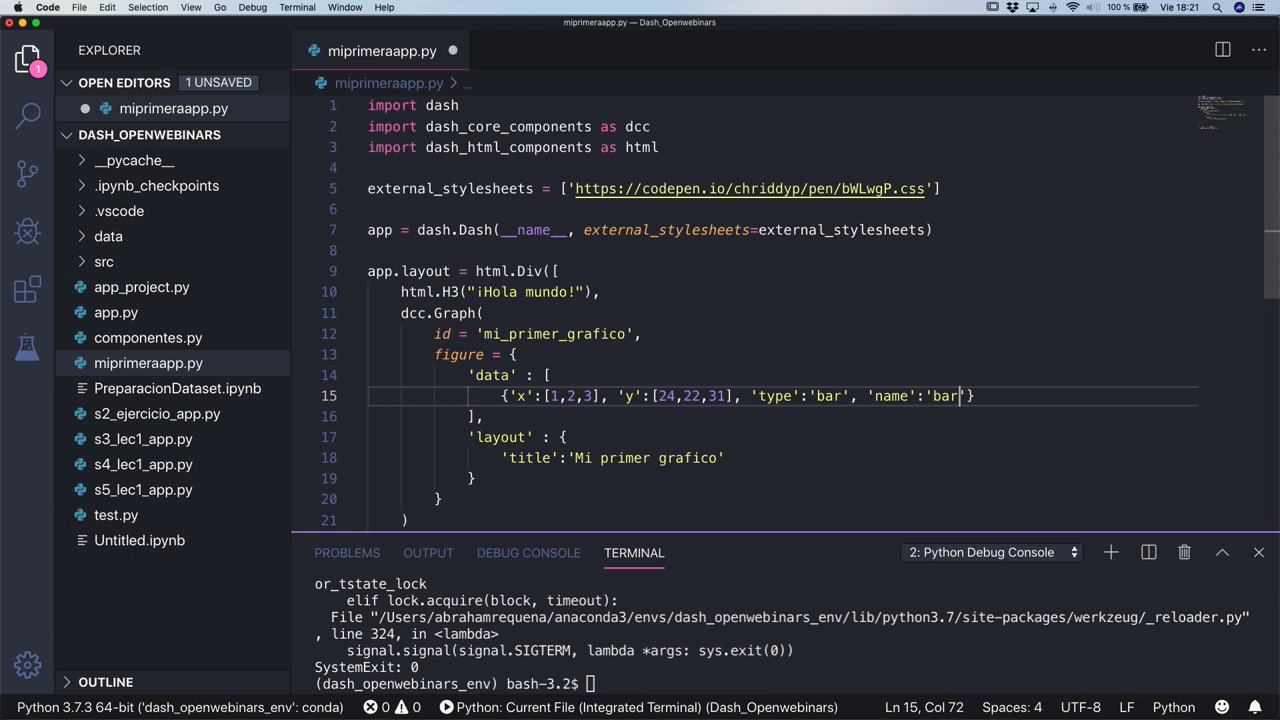 Code File Edit Selection View Go Debug Terminal Window Help 100 % Vie 18:21
miprimeraapp.py — Dash_Openwebinars
EXPLORER
miprimeraapp.py
OPEN EDITORS 1 UNSAVED
miprimeraapp.py > ...
miprimeraapp.py
DASH_OPENWEBINARS
__pycache__
.ipynb_checkpoints
.vscode
data
src
app_project.py
app.py
componentes.py
miprimeraapp.py
PreparacionDataset.ipynb
s2_ejercicio_app.py
s3_lec1_app.py
s4_lec1_app.py
s5_lec1_app.py
test.py
Untitled.ipynb
OUTLINE
1
1 import dash
2 import dash_core_components as dcc
3 import dash_html_components as html
4
5 external_stylesheets = ['https://codepen.io/chriddyp/pen/bWLwgP.css']
6
7 app = dash.Dash(__name__, external_stylesheets=external_stylesheets)
8
9 app.layout = html.Div([
10 html.H3("¡Hola mundo!"),
11 dcc.Graph(
12 id = 'mi_primer_grafico',
13 figure = {
14 'data' : [
15 {'x':[1,2,3], 'y':[24,22,31], 'type':'bar', 'name':'bar'}
16 ],
17 'layout' : {
18 'title':'Mi primer grafico'
19 }
20 }
21 )
PROBLEMS OUTPUT DEBUG CONSOLE TERMINAL 2: Python Debug Console
or_tstate_lock
elif lock.acquire(block, timeout):
File "/Users/abrahamrequena/anaconda3/envs/dash_openwebinars_env/lib/python3.7/site-packages/werkzeug/_reloader.py"
, line 324, in <lambda>
signal.signal(signal.SIGTERM, lambda *args: sys.exit(0))
SystemExit: 0
(dash_openwebinars_env) bash-3.2$
Python 3.7.3 64-bit ('dash_openwebinars_env': conda) 0 0 Python: Current File (Integrated Terminal) (Dash_Openwebinars) Ln 15, Col 72 Spaces: 4 UTF-8 LF Python